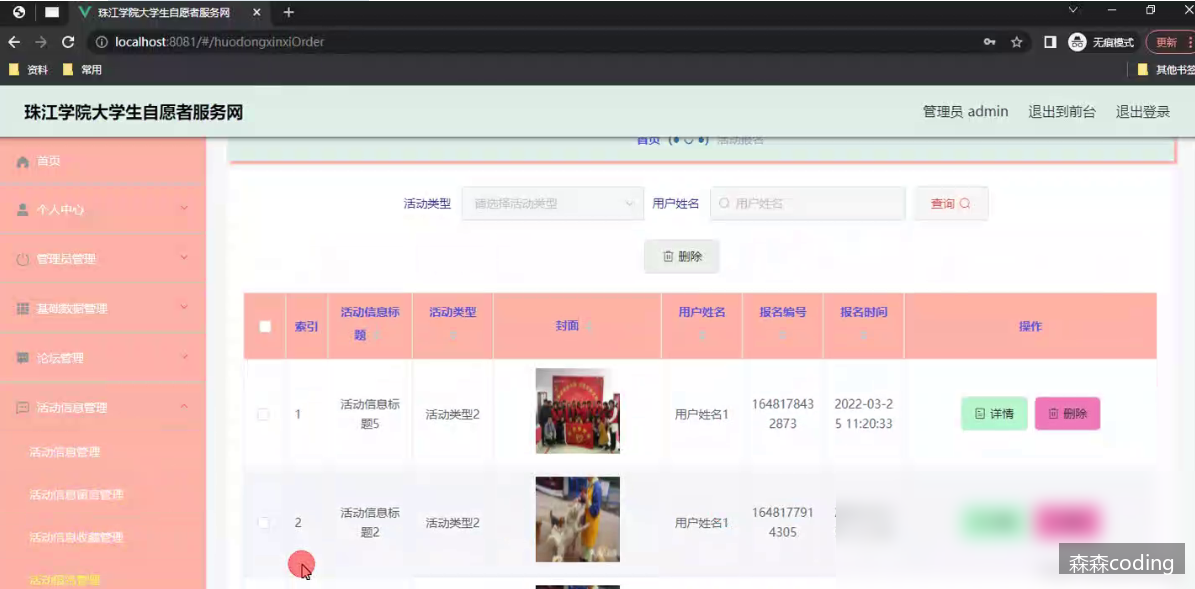 珠江学院大学生自愿者服务网
localhost:8081/#/huodongxinxiOrder
无痕模式
更新
资料
常用
其他书签
珠江学院大学生自愿者服务网
管理员 admin
退出到前台
退出登录
首页
活动报名
首页
个人中心
管理员管理
基础数据管理
论坛管理
活动信息管理
活动信息管理
活动信息留言管理
活动信息收藏管理
活动报名管理
活动类型
请选择活动类型
用户姓名
用户姓名
查询
删除
索引
活动信息标
题
活动类型
封面
用户姓名
报名编号
报名时间
操作
1
活动信息标
题5
活动类型2
用户姓名1
164817843
2873
2022-03-2
5 11:20:33
详情
删除
2
活动信息标
题2
活动类型2
用户姓名1
164817791
4305
森森coding